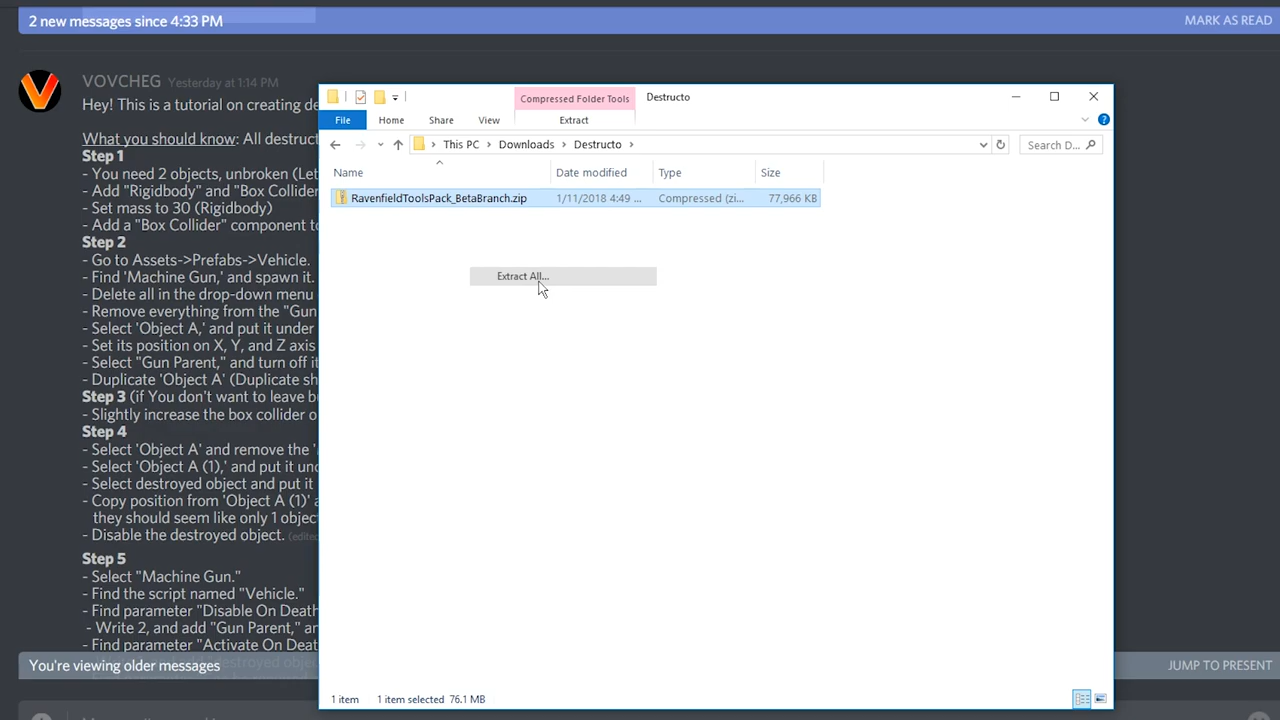 2 new messages since 4:33 PM
MARK AS READ
VOVCHEG Yesterday at 1:14 PM
Hey! This is a tutorial on creating de
What you should know: All destruct
Step 1
- You need 2 objects, unbroken (Let
- Add "Rigidbody" and "Box Collider
- Set mass to 30 (Rigidbody)
- Add a "Box Collider" component to
Step 2
- Go to Assets->Prefabs->Vehicle.
- Find 'Machine Gun,' and spawn it.
- Delete all in the drop-down menu
- Remove everything from the "Gun
- Select 'Object A,' and put it under
- Set its position on X, Y, and Z axis
- Select "Gun Parent," and turn off it
- Duplicate 'Object A' (Duplicate sh
Step 3 (if You don't want to leave bu
- Slightly increase the box collider o
Step 4
- Select 'Object A' and remove the '
- Select 'Object A (1),' and put it und
- Select destroyed object and put it
- Copy position from 'Object A (1)' a
they should seem like only 1 object
- Disable the destroyed object. (edited
Step 5
- Select "Machine Gun."
- Find the script named "Vehicle."
- Find parameter "Disable On Death
- Write 2, and add "Gun Parent," an
- Find parameter "Activate On Deat
You're viewing older messages
JUMP TO PRESENT
Compressed Folder Tools
Destructo
File
Home
Share
View
Extract
This PC
Downloads
Destructo
Search D...
Name
Date modified
Type
Size
RavenfieldToolsPack_BetaBranch.zip
1/11/2018 4:49 ...
Compressed (zi...
77,966 KB
Extract All...
1 item
1 item selected 76.1 MB